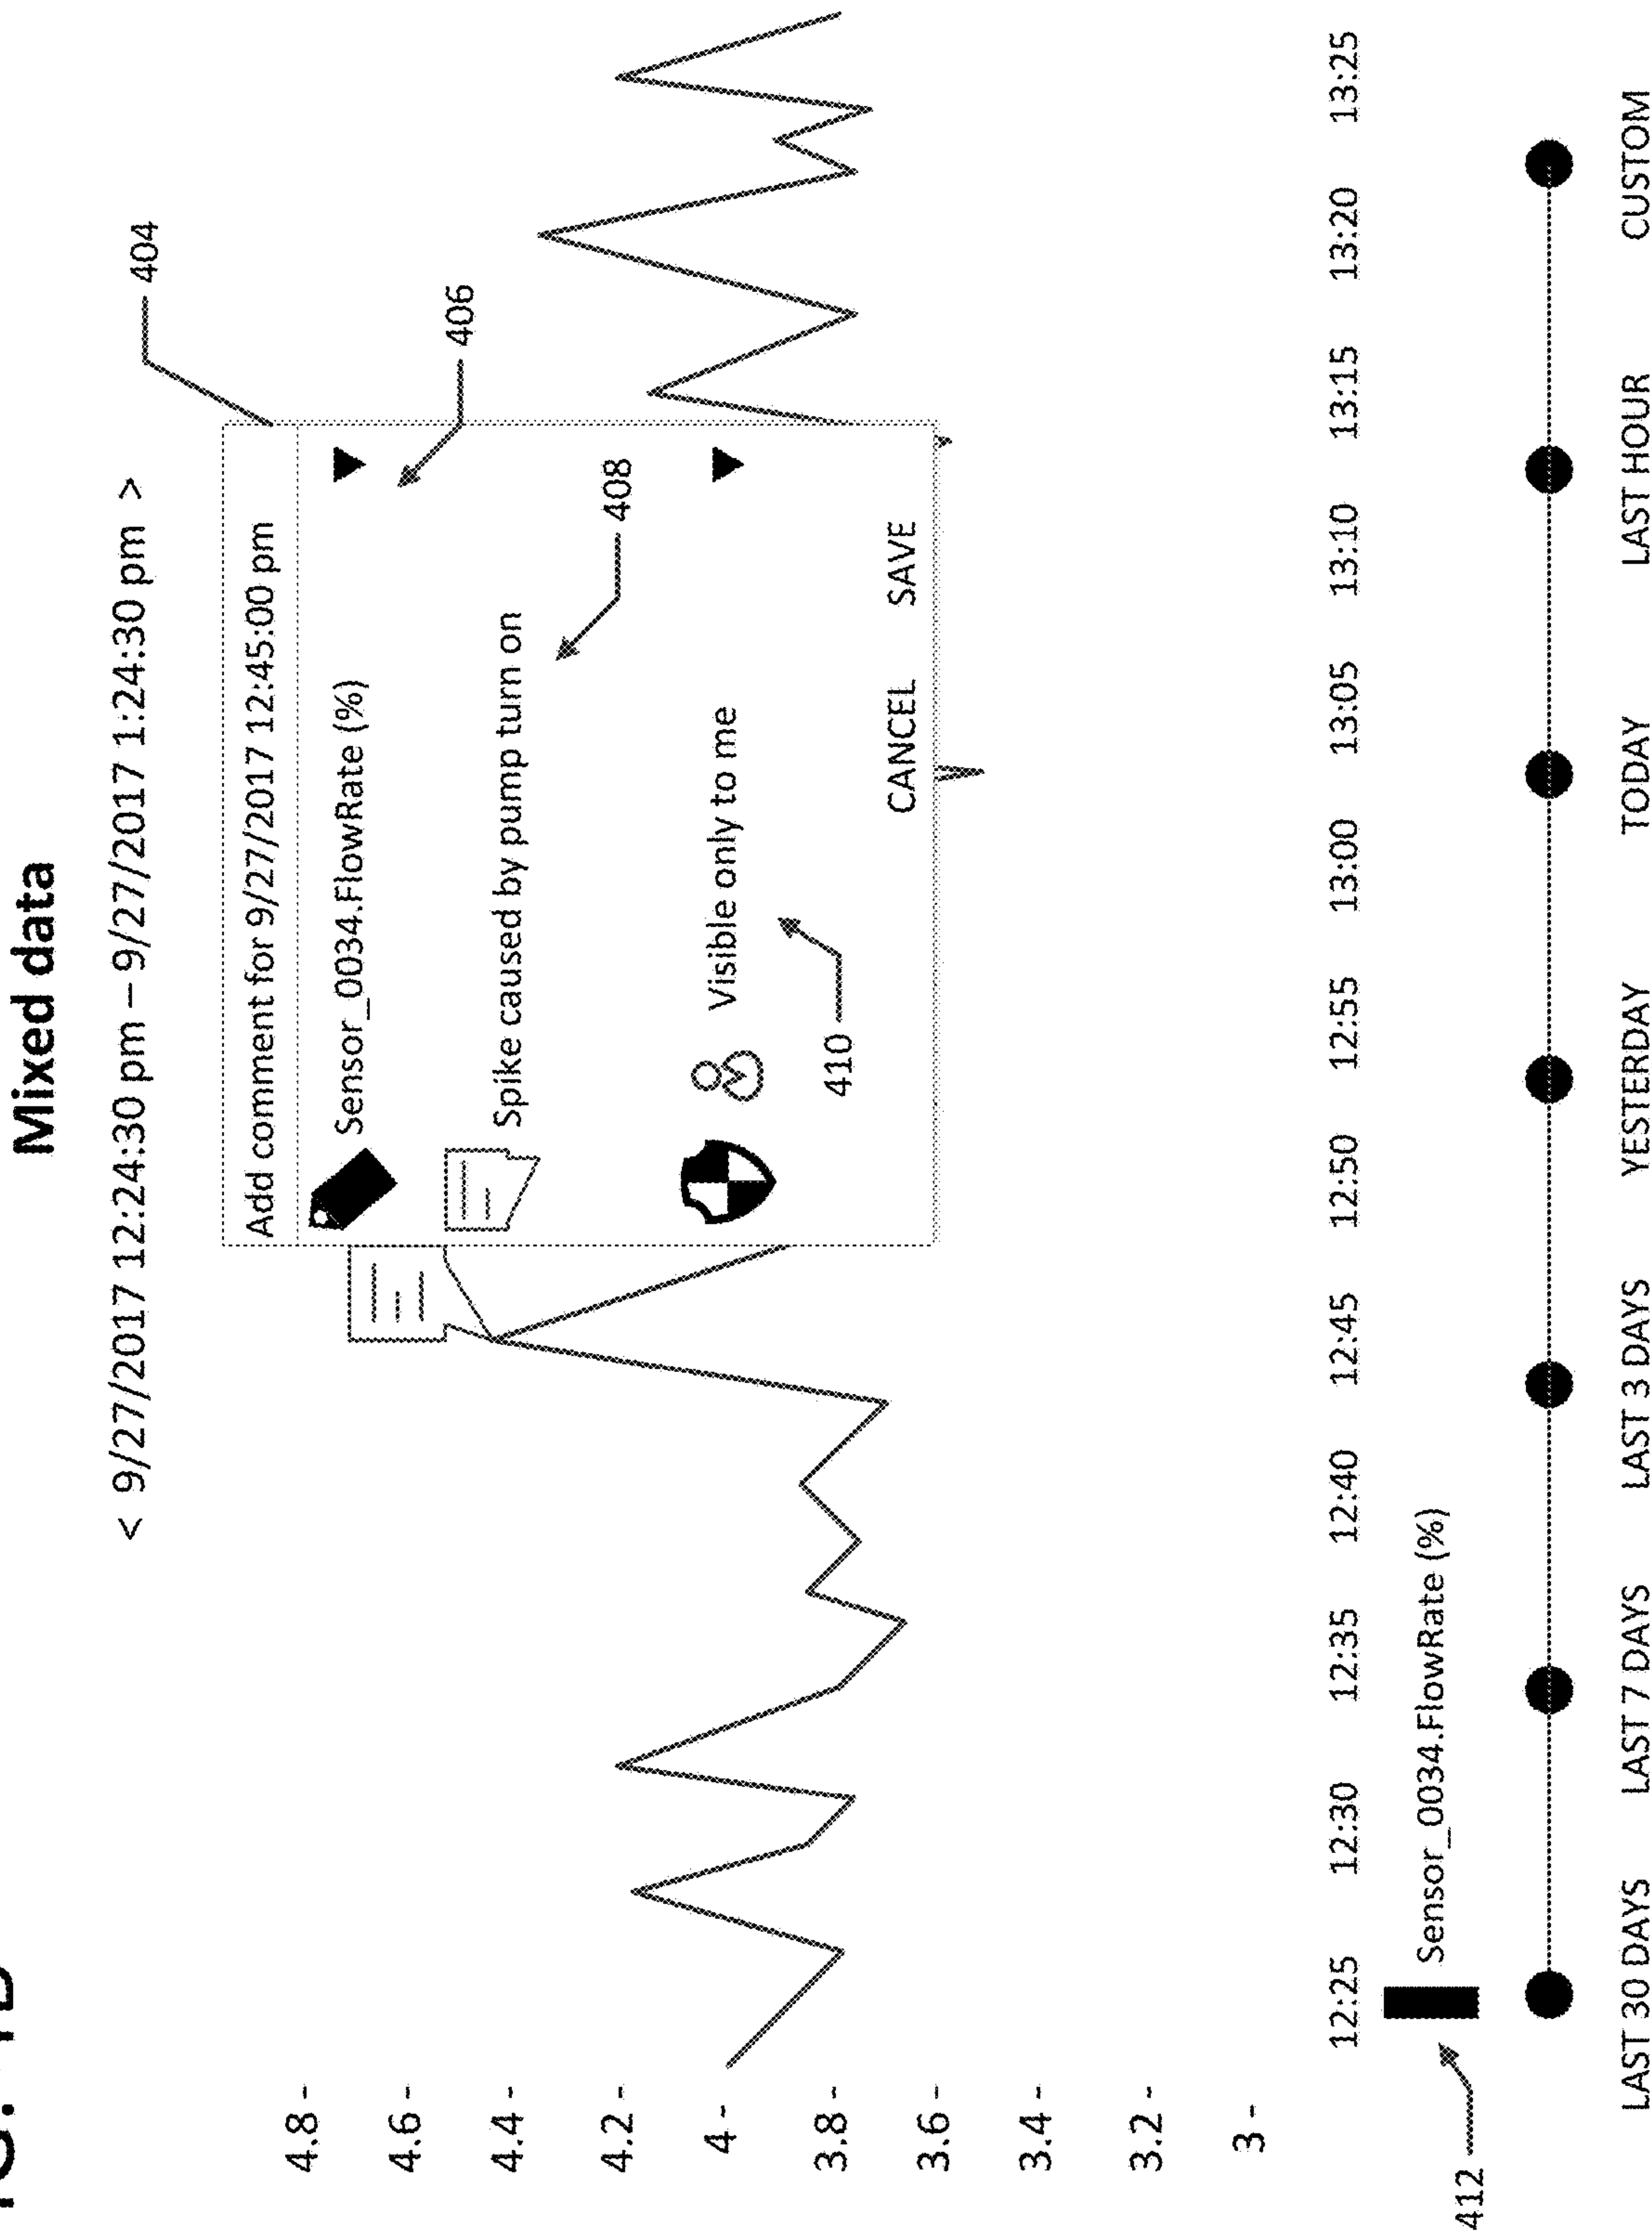 Mixed data
< 9/27/2017 12:24:30 pm – 9/27/2017 1:24:30 pm >
404
Add comment for 9/27/2017 12:45:00 pm
Sensor_0034.FlowRate (%)
406
Spike caused by pump turn on
408
Visible only to me
410
CANCEL SAVE
4.8 -
4.6 -
4.4 -
4.2 -
4 -
3.8 -
3.6 -
3.4 -
3.2 -
3 -
12:25 12:30 12:35 12:40 12:45 12:50 12:55 13:00 13:05 13:10 13:15 13:20 13:25
412
Sensor_0034.FlowRate (%)
LAST 30 DAYS LAST 7 DAYS LAST 3 DAYS YESTERDAY TODAY LAST HOUR CUSTOM